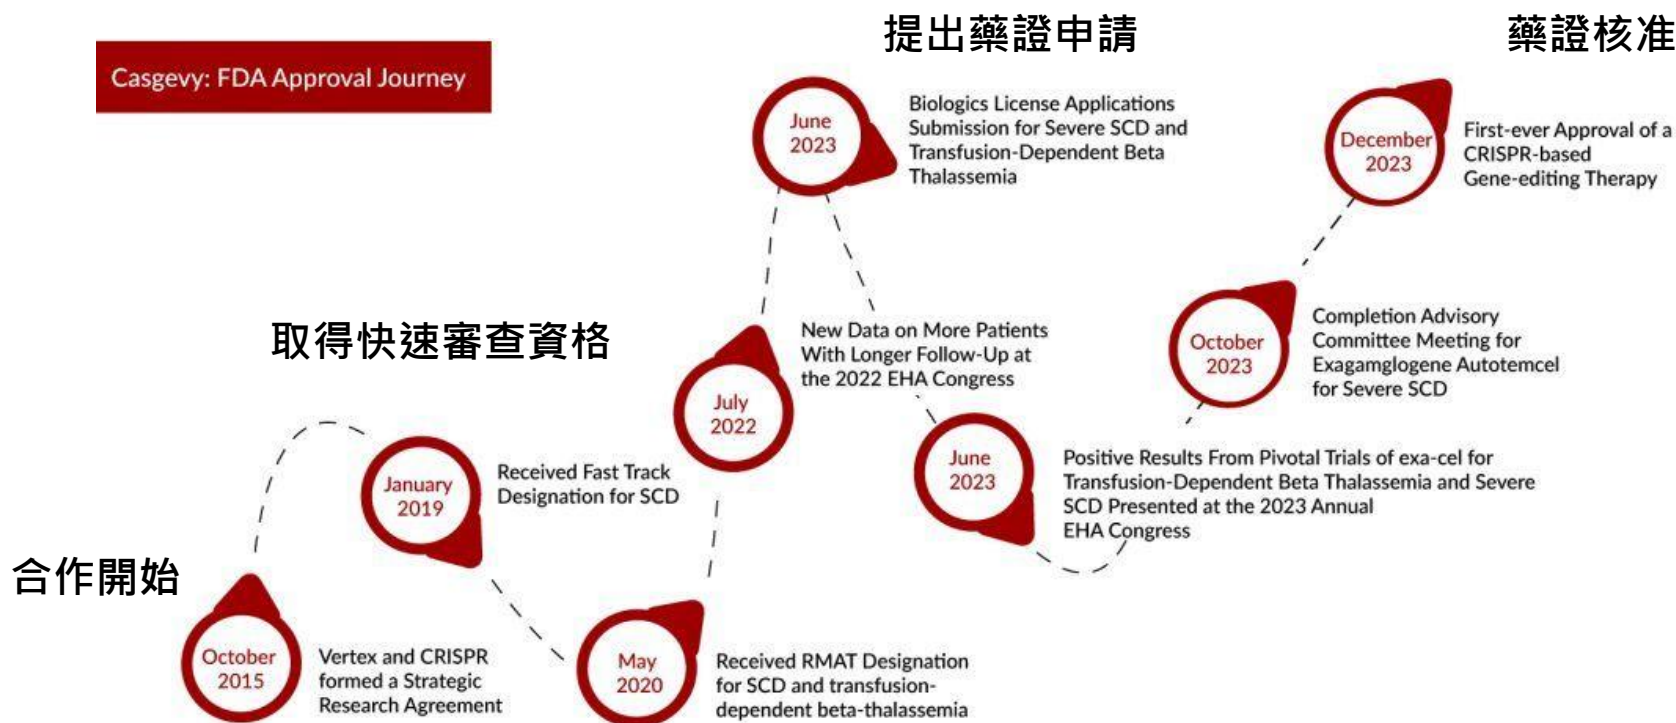 提出藥證申請
藥證核准
Casgevy: FDA Approval Journey
合作開始
October
2015
Vertex and CRISPR
formed a Strategic
Research Agreement
取得快速審查資格
January
2019
Received Fast Track
Designation for SCD
May
2020
Received RMAT Designation
for SCD and transfusion-
dependent beta-thalassemia
July
2022
New Data on More Patients
With Longer Follow-Up at
the 2022 EHA Congress
June
2023
Biologics License Applications
Submission for Severe SCD and
Transfusion-Dependent Beta
Thalassemia
June
2023
Positive Results From Pivotal Trials of exa-cel for
Transfusion-Dependent Beta Thalassemia and Severe
SCD Presented at the 2023 Annual
EHA Congress
October
2023
Completion Advisory
Committee Meeting for
Exagamglogene Autotemcel
for Severe SCD
December
2023
First-ever Approval of a
CRISPR-based
Gene-editing Therapy